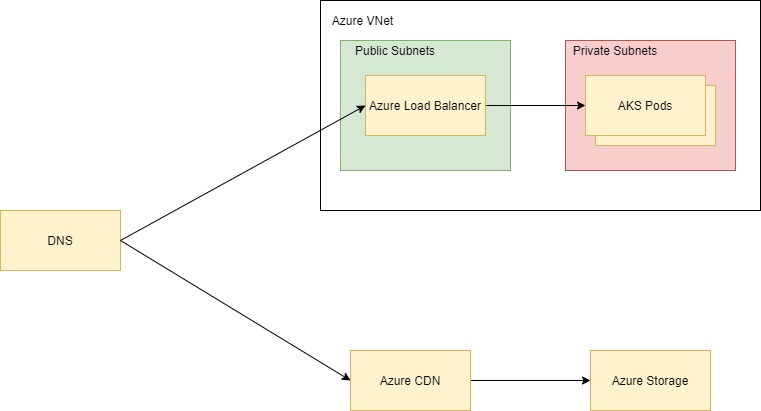 Azure VNet
Public Subnets
Private Subnets
Azure Load Balancer
AKS Pods
DNS
Azure CDN
Azure Storage